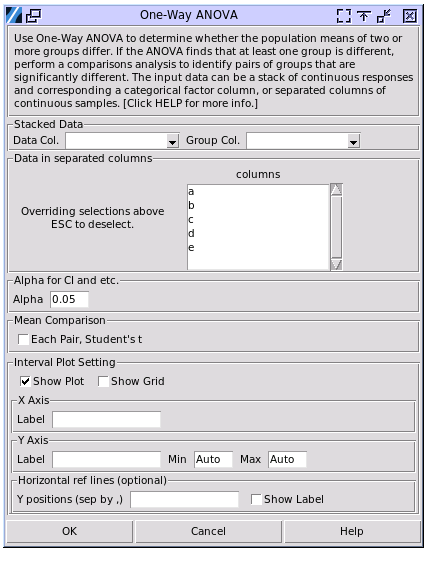 One-Way ANOVA
Use One-Way ANOVA to determine whether the population means of two or
more groups differ. If the ANOVA finds that at least one group is different,
perform a comparisons analysis to identify pairs of groups that are
significantly different. The input data can be a stack of continuous responses
and corresponding a categorical factor column, or separated columns of
continuous samples. [Click HELP for more info.]
Stacked Data
Data Col. Group Col.
Data in separated columns
columns
Overriding selections above
ESC to deselect.
a
b
c
d
e
Alpha for CI and etc.
Alpha 0.05
Mean Comparison
Each Pair, Student's t
Interval Plot Setting
Show Plot Show Grid
X Axis
Label
Y Axis
Label Min Auto Max Auto
Horizontal ref lines (optional)
Y positions (sep by ,) Show Label
OK Cancel Help